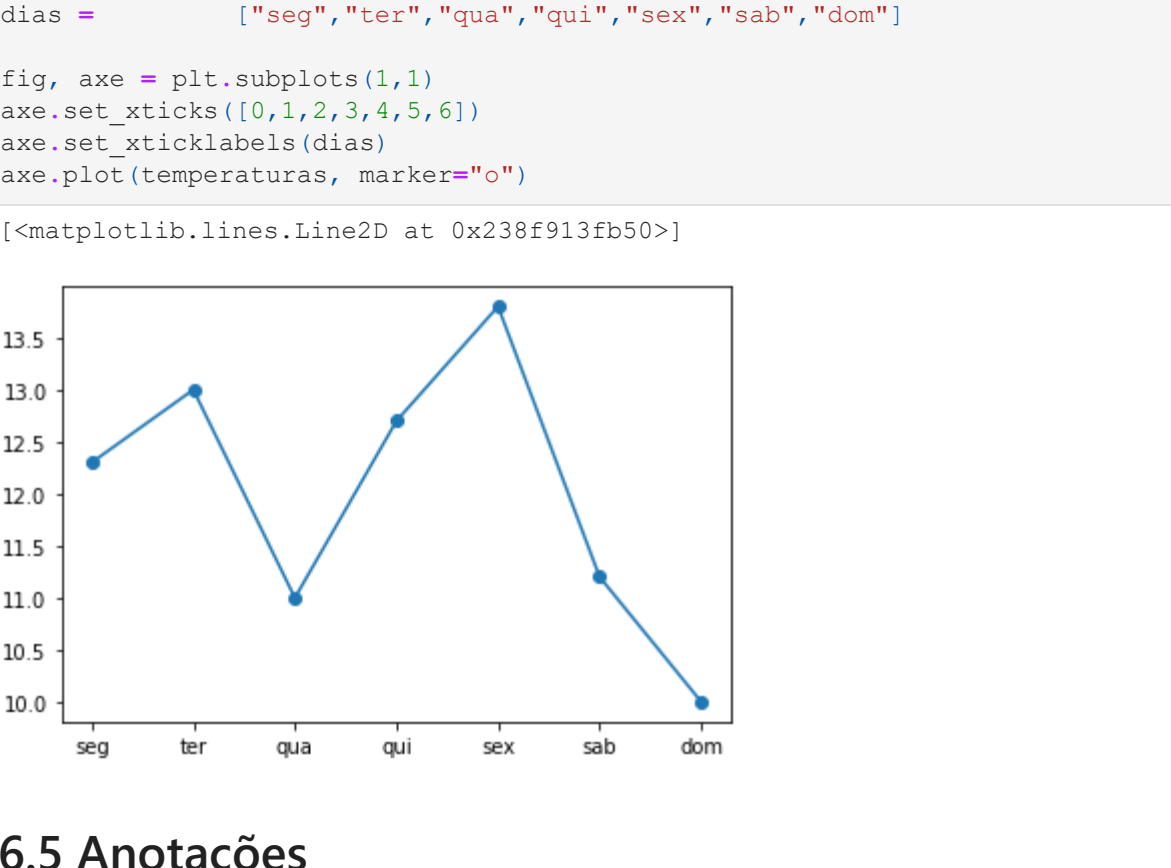 dias = ["seg","ter","qua","qui","sex","sab","dom"]
fig, axe = plt.subplots(1,1)
axe.set_xticks([0,1,2,3,4,5,6])
axe.set_xticklabels(dias)
axe.plot(temperaturas, marker="o")
[<matplotlib.lines.Line2D at 0x238f913fb50>]
13.5
13.0
12.5
12.0
11.5
11.0
10.5
10.0
seg ter qua qui sex sab dom
6.5 Anotações